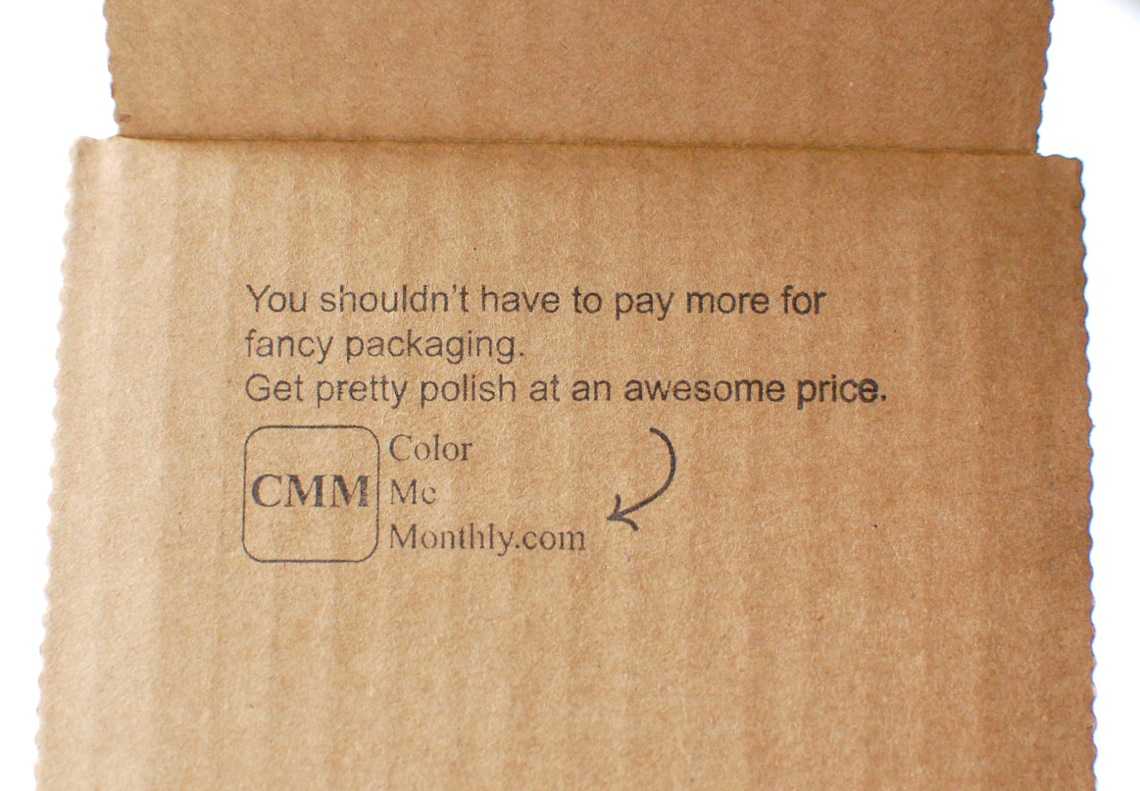 You shouldn't have to pay more for
fancy packaging.
Get pretty polish at an awesome price.
CMM
Color
Me
Monthly.com